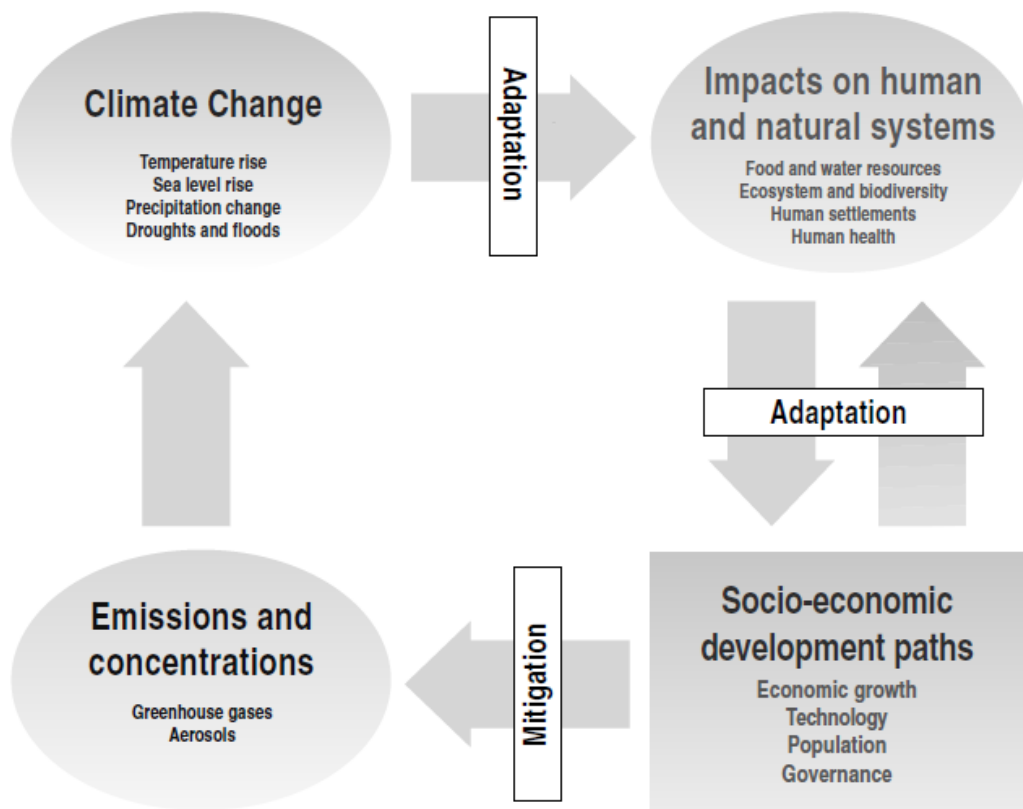 Climate Change
Temperature rise
Sea level rise
Precipitation change
Droughts and floods
Adaptation
Impacts on human
and natural systems
Food and water resources
Ecosystem and biodiversity
Human settlements
Human health
Adaptation
Emissions and
concentrations
Greenhouse gases
Aerosols
Mitigation
Socio-economic
development paths
Economic growth
Technology
Population
Governance